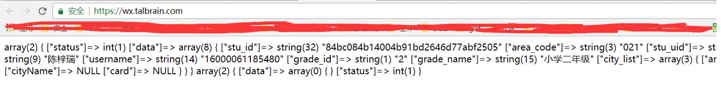 安全 | https://wx.talbrain.com
array(2) { ["status"]=> int(1) ["data"]=> array(8) { ["stu_id"]=> string(32) "84bc084b14004b91bd2646d77abf2505" ["area_code"]=> string(3) "021" ["stu_uid"]=> st
string(9) "陈梓瑞" ["username"]=> string(14) "16000061185480" ["grade_id"]=> string(1) "2" ["grade_name"]=> string(15) "小学二年级" ["city_list"]=> array(3) { ["ar
["cityName"]=> NULL ["card"]=> NULL } } } array(2) { ["data"]=> array(0) { } ["status"]=> int(1) }